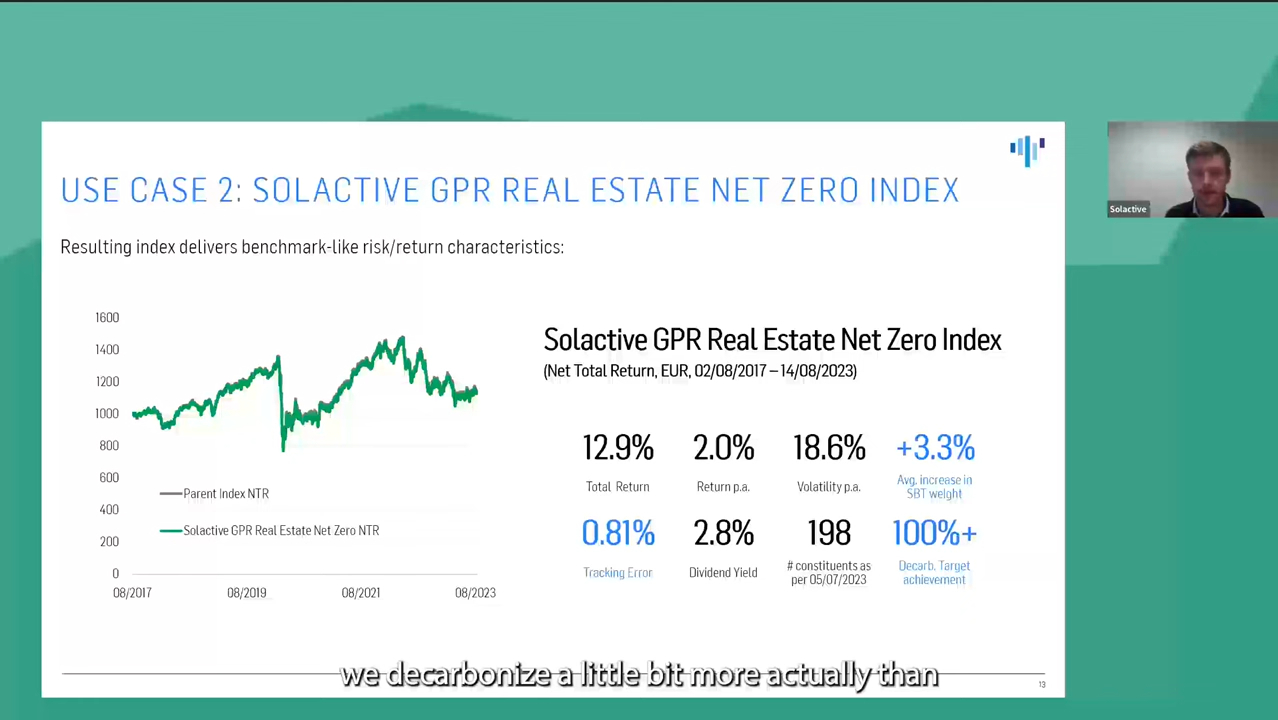 USE CASE 2: SOLACTIVE GPR REAL ESTATE NET ZERO INDEX
Solactive
Resulting index delivers benchmark-like risk/return characteristics:
1600
1400
1200
1000
800
600
400
200
0
08/2017
08/2019
08/2021
08/2023
Parent Index NTR
Solactive GPR Real Estate Net Zero NTR
Solactive GPR Real Estate Net Zero Index
(Net Total Return, EUR, 02/08/2017 – 14/08/2023)
12.9%
Total Return
2.0%
Return p.a.
18.6%
Volatility p.a.
+3.3%
Avg. increase in
SBT weight
0.81%
Tracking Error
2.8%
Dividend Yield
198
# constituents as
per 05/07/2023
100%+
Decarb. Target
achievement
we decarbonize a little bit more actually than
13